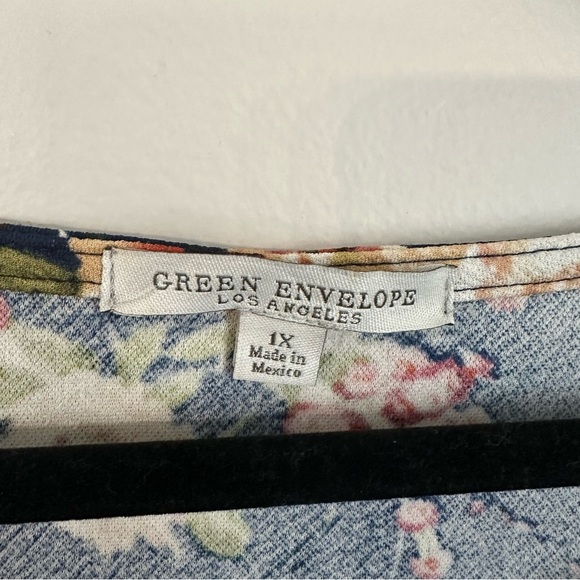 GREEN ENVELOPE
LOS ANGELES
1X
Made in
Mexico